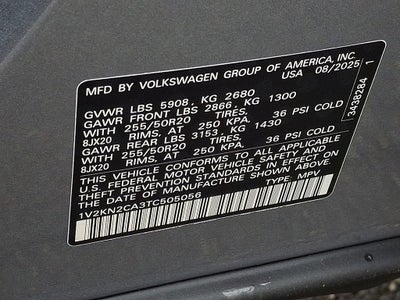 MFD BY VOLKSWAGEN GROUP OF AMERICA, INC.
USA 08/2025
GVWR LBS 5908, KG 2680
GAWR FRONT LBS 2866, KG 1300
WITH 255/50R20 TIRES, 36 PSI COLD
8JX20 RIMS, AT 250 KPA,
GAWR REAR LBS 3153, KG 1430
WITH 255/50R20 TIRES, 36 PSI COLD
8JX20 RIMS, AT 250 KPA,
THIS VEHICLE CONFORMS TO ALL APPLICABLE
U.S. FEDERAL MOTOR VEHICLE SAFETY AND
THEFT PREVENTION STANDARDS IN EFFECT ON
THE DATE OF MANUFACTURE SHOWN ABOVE.
1V2KN2CA3TC505056
TYPE: MPV
3438284 1